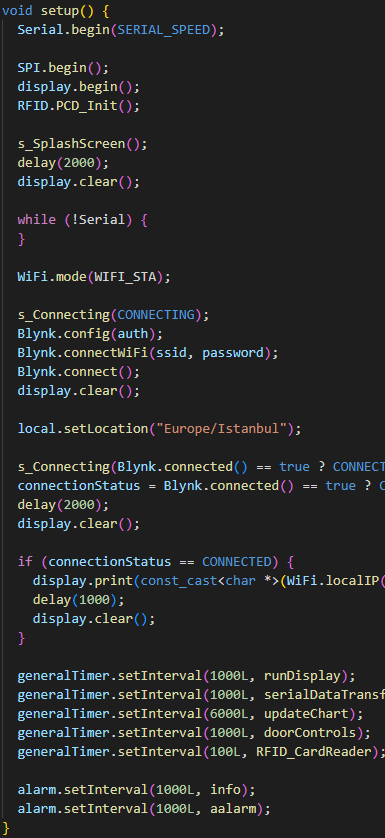 void setup() {
Serial.begin(SERIAL_SPEED);
SPI.begin();
display.begin();
RFID.PCD_Init();
s_SplashScreen();
delay(2000);
display.clear();
while (!Serial) {
}
WiFi.mode(WIFI_STA);
s_Connecting(CONNECTING);
Blynk.config(auth);
Blynk.connectWiFi(ssid, password);
Blynk.connect();
display.clear();
local.setLocation("Europe/Istanbul");
s_Connecting(Blynk.connected() == true ? CONNECT
connectionStatus = Blynk.connected() == true ? C
delay(2000);
display.clear();
if (connectionStatus == CONNECTED) {
display.print(const_cast<char *>(WiFi.localIP(
delay(1000);
display.clear();
}
generalTimer.setInterval(1000L, runDisplay);
generalTimer.setInterval(1000L, serialDataTransf
generalTimer.setInterval(6000L, updateChart);
generalTimer.setInterval(1000L, doorControls);
generalTimer.setInterval(100L, RFID_CardReader);
alarm.setInterval(1000L, info);
alarm.setInterval(1000L, aalarm);
}